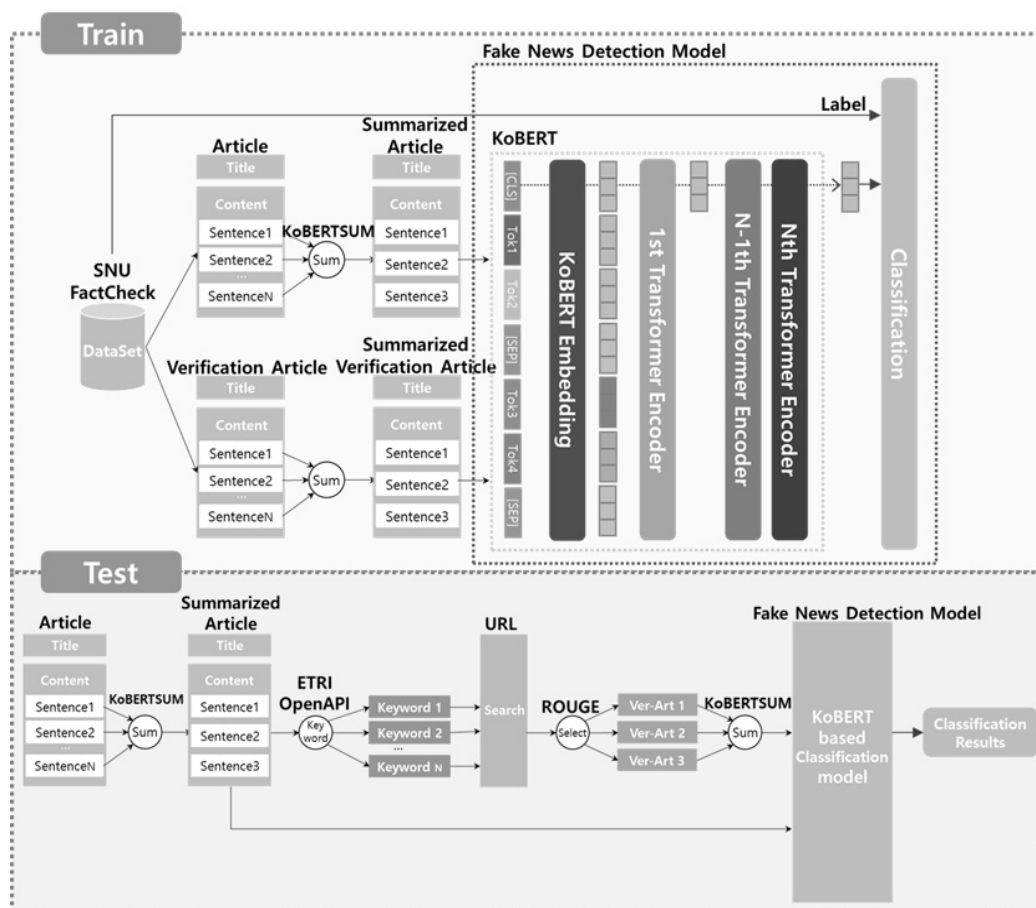 Train
Fake News Detection Model
Label
Article
Title
Content
Sentence1
Sentence2
...
SentenceN
KoBERTSUM
Sum
Summarized
Article
Title
Content
Sentence1
Sentence2
Sentence3
KoBERT
[CLS]
Tok1
Tok2
[SEP]
Tok3
Tok4
[SEP]
KoBERT Embedding
1st Transformer Encoder
N-1th Transformer Encoder
Nth Transformer Encoder
Classification
SNU
FactCheck
DataSet
Verification Article
Title
Content
Sentence1
Sentence2
...
SentenceN
Sum
Summarized
Verification Article
Title
Content
Sentence1
Sentence2
Sentence3
Test
Article
Title
Content
Sentence1
Sentence2
...
SentenceN
KoBERTSUM
Sum
Summarized
Article
Title
Content
Sentence1
Sentence2
Sentence3
ETRI
OpenAPI
Key
word
Keyword 1
Keyword 2
...
Keyword N
URL
Search
ROUGE
Select
Ver-Art 1
Ver-Art 2
Ver-Art 3
KoBERTSUM
Sum
Fake News Detection Model
KoBERT
based
Classification
model
Classification
Results